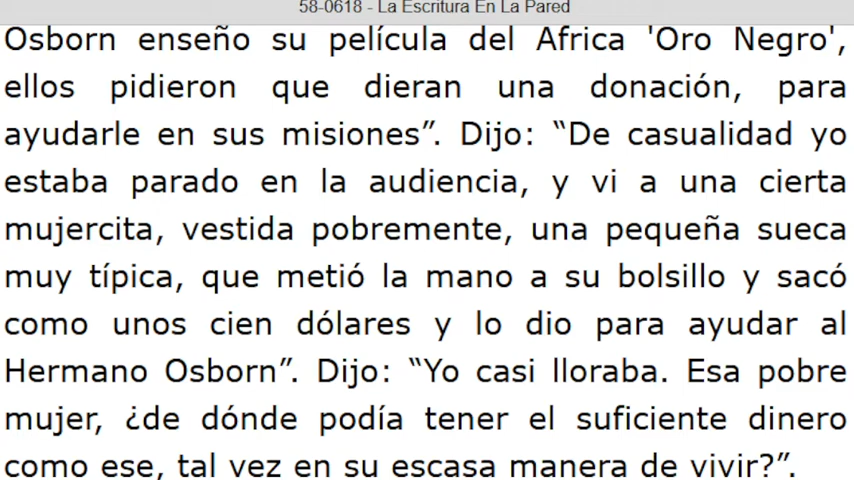 58-0618 - La Escritura En La Pared
Osborn enseño su película del Africa 'Oro Negro',
ellos pidieron que dieran una donación, para
ayudarle en sus misiones”. Dijo: “De casualidad yo
estaba parado en la audiencia, y vi a una cierta
mujercita, vestida pobremente, una pequeña sueca
muy típica, que metió la mano a su bolsillo y sacó
como unos cien dólares y lo dio para ayudar al
Hermano Osborn”. Dijo: “Yo casi lloraba. Esa pobre
mujer, ¿de dónde podía tener el suficiente dinero
como ese, tal vez en su escasa manera de vivir?”.